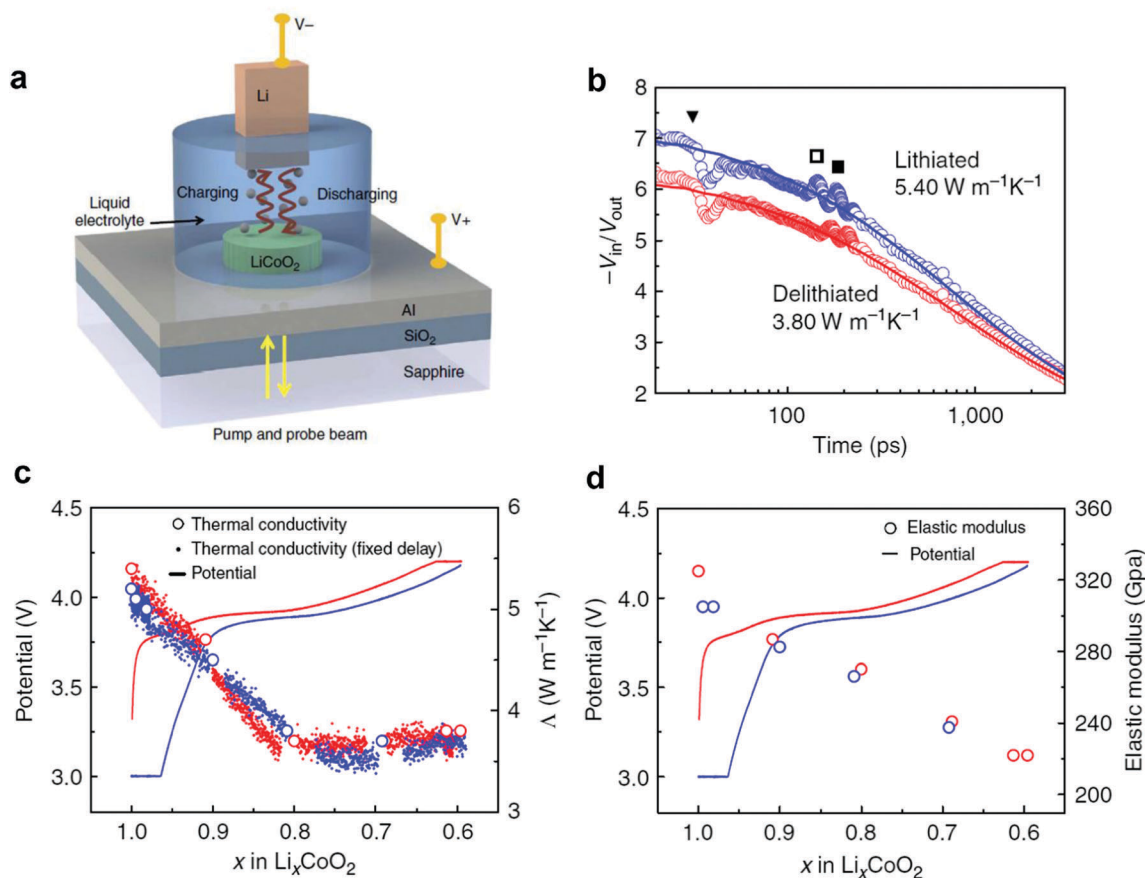 a
V−
Li
Charging
Discharging
Liquid
electrolyte
V+
LiCoO₂
Al
SiO₂
Sapphire
Pump and probe beam
b
−V_in/V_out
8
7
6
5
4
3
2
Lithiated
5.40 W m⁻¹K⁻¹
Delithiated
3.80 W m⁻¹K⁻¹
100
1,000
Time (ps)
c
Potential (V)
4.5
4.0
3.5
3.0
Thermal conductivity
Thermal conductivity (fixed delay)
Potential
6
5
4
3
Λ (W m⁻¹K⁻¹)
1.0
0.9
0.8
0.7
0.6
x in LiₓCoO₂
d
Potential (V)
4.5
4.0
3.5
3.0
Elastic modulus
Potential
360
320
280
240
200
Elastic modulus (Gpa)
1.0
0.9
0.8
0.7
0.6
x in LiₓCoO₂